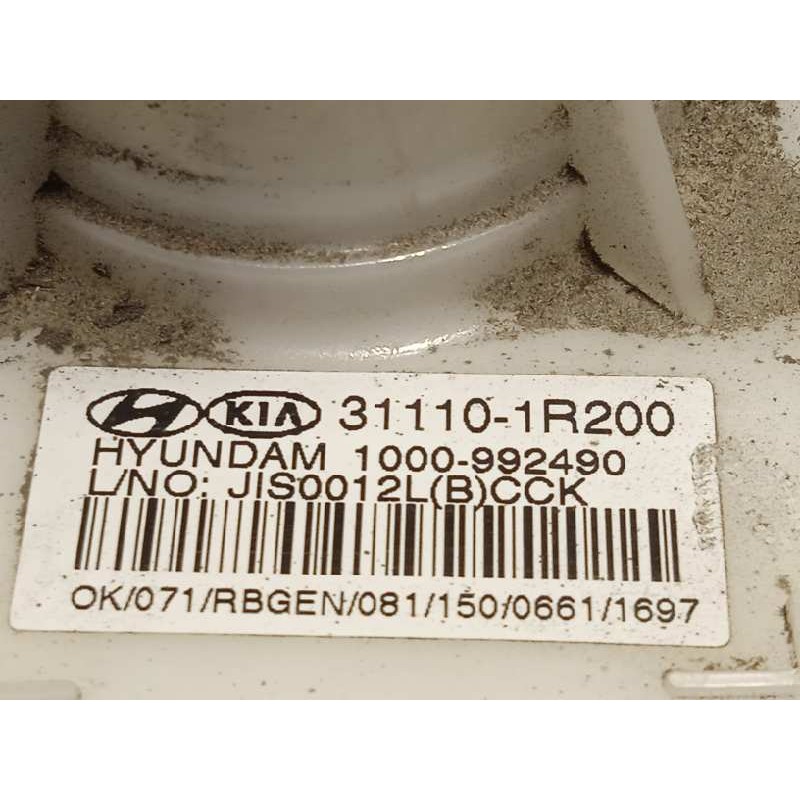 KIA 31110-1R200
HYUNDAM 1000-992490
L/NO: JIS0012L(B)CCK
OK/071/RBGEN/081/150/0661/1697